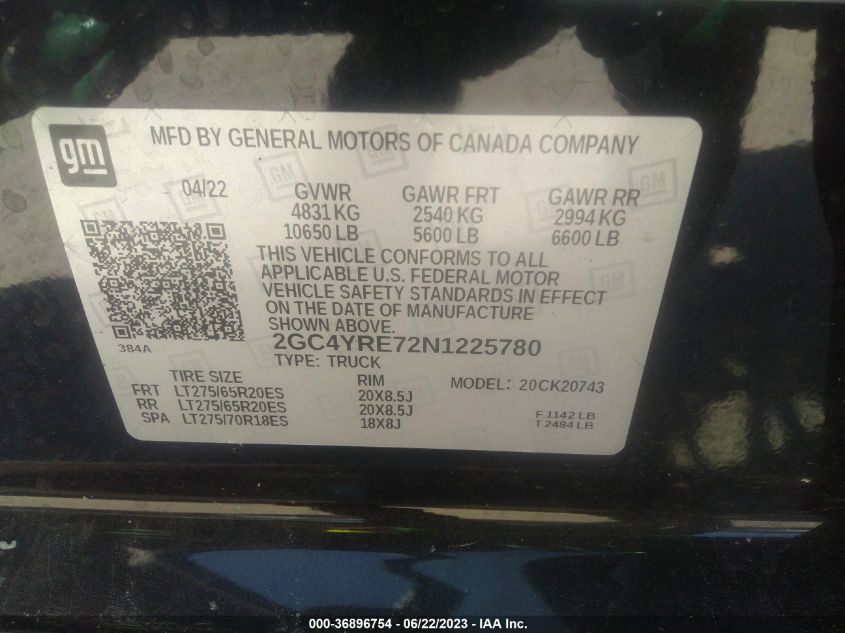 gm
MFD BY GENERAL MOTORS OF CANADA COMPANY
04/22 GVWR GAWR FRT GAWR RR
4831 KG 2540 KG 2994 KG
10650 LB 5600 LB 6600 LB
THIS VEHICLE CONFORMS TO ALL
APPLICABLE U.S. FEDERAL MOTOR
VEHICLE SAFETY STANDARDS IN EFFECT
ON THE DATE OF MANUFACTURE
SHOWN ABOVE.
384A
2GC4YRE72N1225780
TYPE: TRUCK
TIRE SIZE RIM MODEL: 20CK20743
FRT LT275/65R20ES 20X8.5J
RR LT275/65R20ES 20X8.5J F 1142 LB
SPA LT275/70R18ES 18X8J T 2484 LB
000-36896754 - 06/22/2023 - IAA Inc.